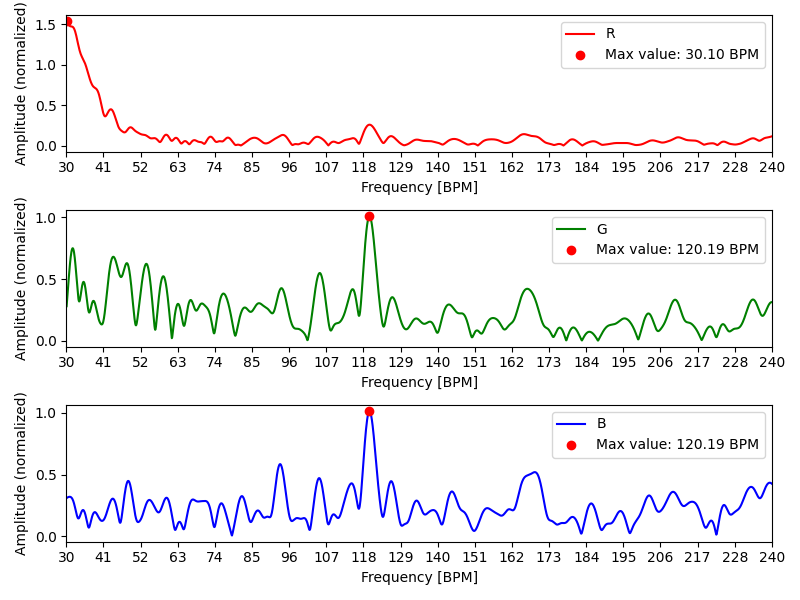 Amplitude (normalized)
1.5
1.0
0.5
0.0
R
Max value: 30.10 BPM
30 41 52 63 74 85 96 107 118 129 140 151 162 173 184 195 206 217 228 240
Frequency [BPM]
Amplitude (normalized)
1.0
0.5
0.0
G
Max value: 120.19 BPM
30 41 52 63 74 85 96 107 118 129 140 151 162 173 184 195 206 217 228 240
Frequency [BPM]
Amplitude (normalized)
1.0
0.5
0.0
B
Max value: 120.19 BPM
30 41 52 63 74 85 96 107 118 129 140 151 162 173 184 195 206 217 228 240
Frequency [BPM]